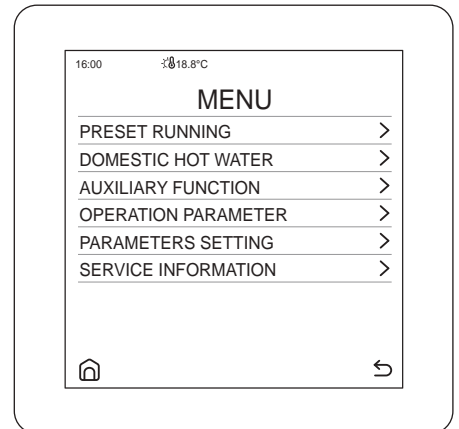 16:00 18.8°C
MENU
PRESET RUNNING
DOMESTIC HOT WATER
AUXILIARY FUNCTION
OPERATION PARAMETER
PARAMETERS SETTING
SERVICE INFORMATION